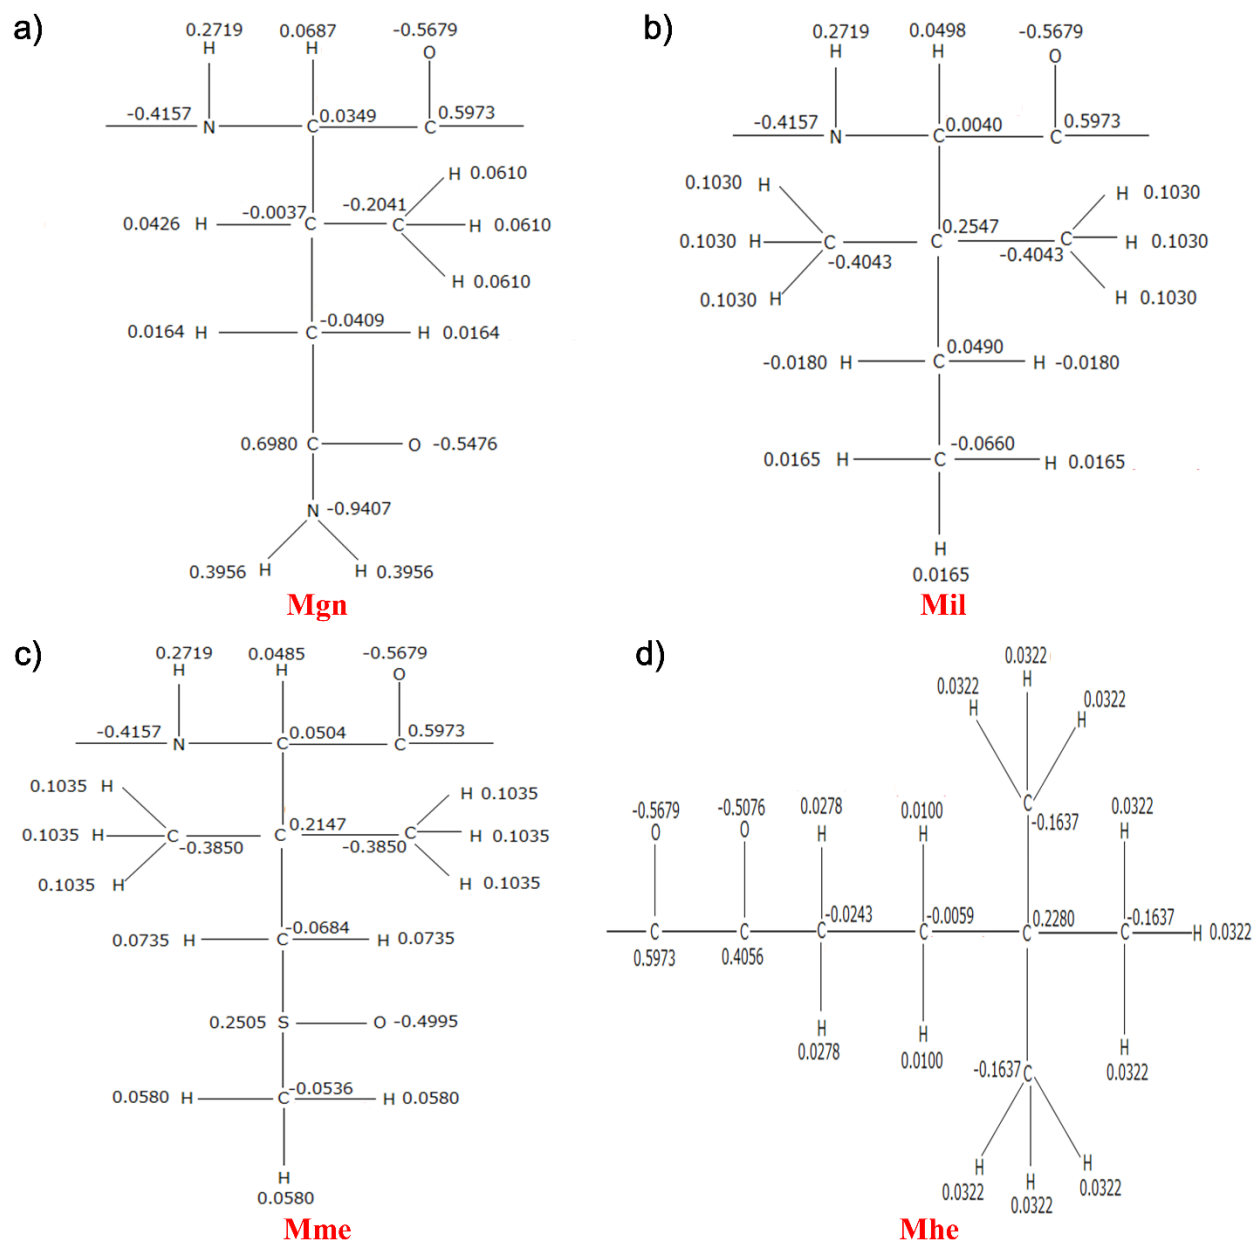 a)
0.2719 0.0687 -0.5679
H H O
-0.4157 0.0349 0.5973
N C C
H 0.0610
0.0426 H -0.0037 C -0.2041 C H 0.0610
H 0.0610
0.0164 H C -0.0409 H 0.0164
0.6980 C O -0.5476
N -0.9407
0.3956 H H 0.3956
Mgn
b)
0.2719 0.0498 -0.5679
H H O
-0.4157 0.0040 0.5973
N C C
0.1030 H H 0.1030
0.1030 H C -0.4043 C 0.2547 -0.4043 C H 0.1030
0.1030 H H 0.1030
-0.0180 H C 0.0490 H -0.0180
0.0165 H C -0.0660 H 0.0165
H
0.0165
Mil
c)
0.2719 0.0485 -0.5679
H H O
-0.4157 0.0504 0.5973
N C C
0.1035 H H 0.1035
0.1035 H C -0.3850 C 0.2147 -0.3850 C H 0.1035
0.1035 H H 0.1035
0.0735 H C -0.0684 H 0.0735
0.2505 S O -0.4995
0.0580 H C -0.0536 H 0.0580
H
0.0580
Mme
d)
0.0322
0.0322 H 0.0322
H H
-0.5679 -0.5076 0.0278 0.0100 C -0.1637 0.0322
O O H H H
C C C -0.0243 C -0.0059 C 0.2280 C -0.1637 H 0.0322
0.5973 0.4056
H H H
0.0278 0.0100 0.0322
-0.1637 C
H H H
0.0322 0.0322 0.0322
Mhe